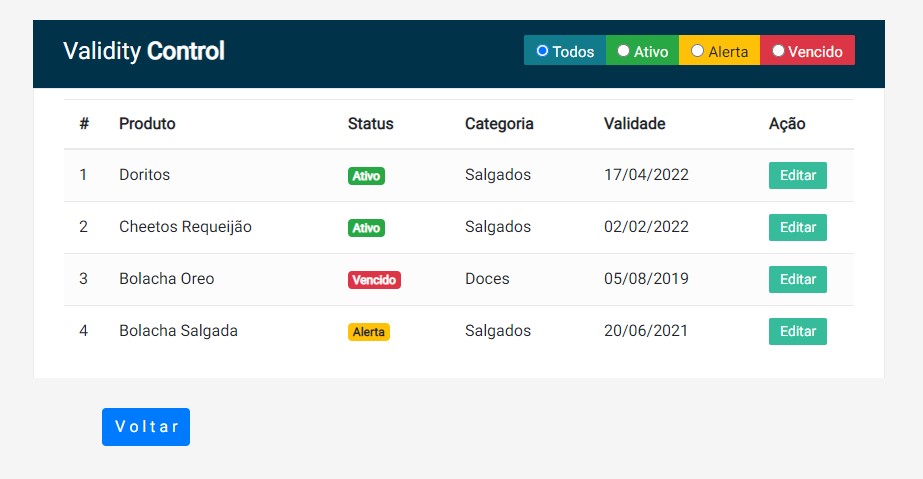 Validity Control
Todos Ativo Alerta Vencido
# Produto Status Categoria Validade Ação
1 Doritos Ativo Salgados 17/04/2022 Editar
2 Cheetos Requeijão Ativo Salgados 02/02/2022 Editar
3 Bolacha Oreo Vencido Doces 05/08/2019 Editar
4 Bolacha Salgada Alerta Salgados 20/06/2021 Editar
Voltar